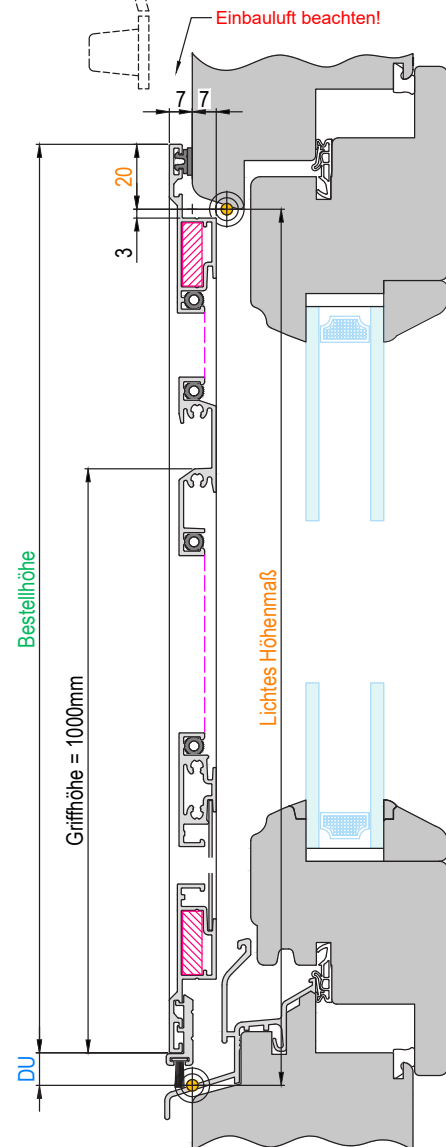 Einbauluft beachten!
7 7
20
3
Bestellhöhe
Griffhöhe = 1000mm
Lichtes Höhenmaß
DU